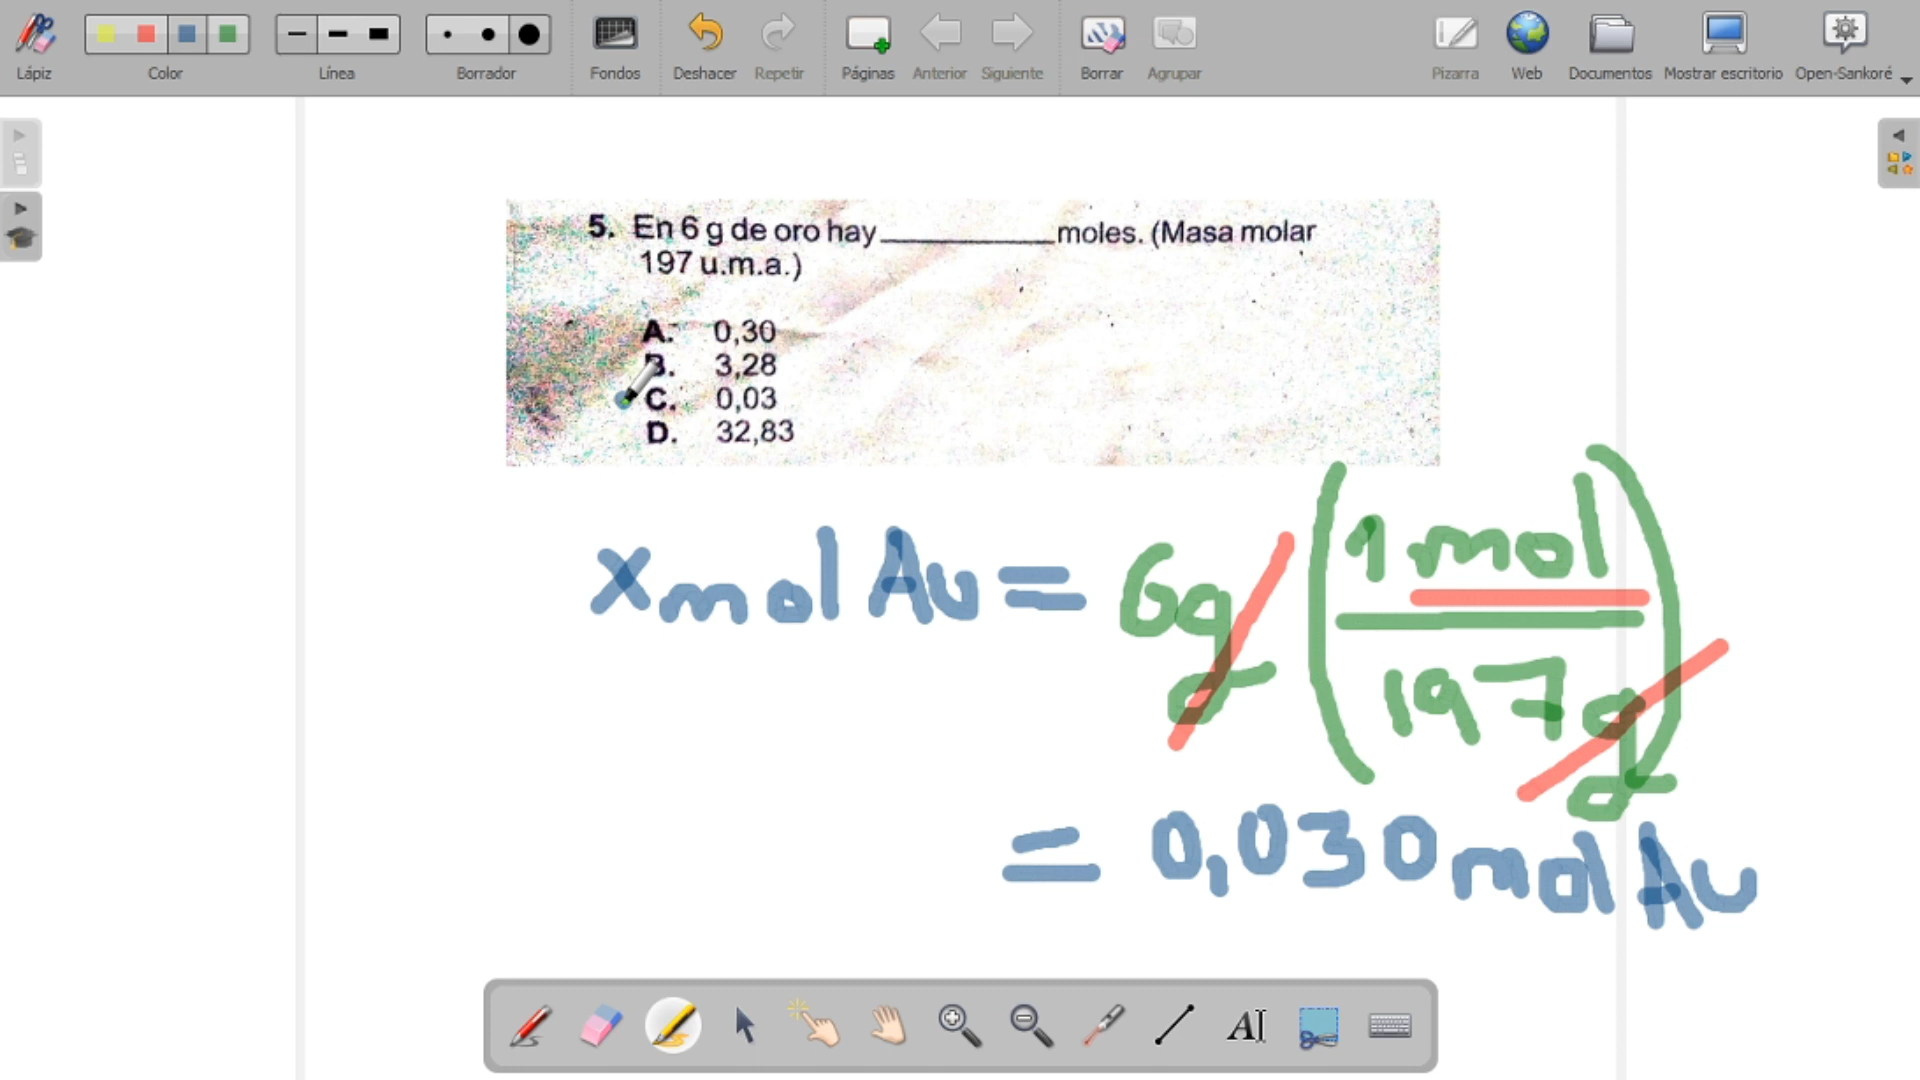 Lápiz Color Línea Borrador Fondos Deshacer Repetir Páginas Anterior Siguiente Borrar Agrupar Pizarra Web Documentos Mostrar escritorio Open-Sankoré
5. En 6 g de oro hay __________ moles. (Masa molar
197 u.m.a.)
A. 0,30
B. 3,28
C. 0,03
D. 32,83
x mol Au = 6g (1 mol
197g)
= 0,030 mol Au
AI